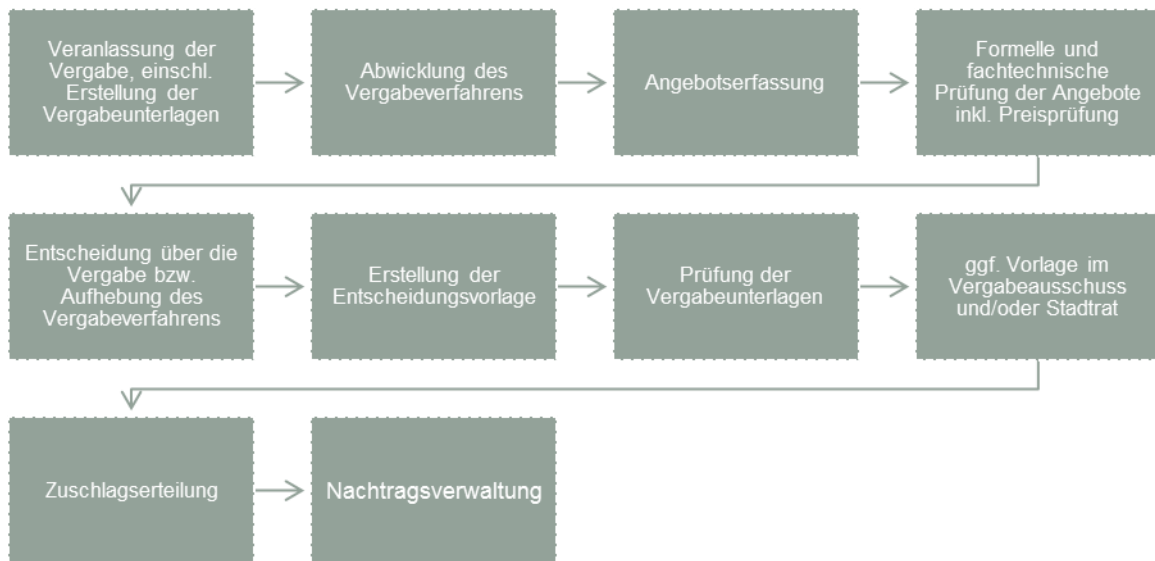 Veranlassung der
Vergabe, einschl.
Erstellung der
Vergabeunterlagen
Abwicklung des
Vergabeverfahrens
Angebotserfassung
Formelle und
fachtechnische
Prüfung der Angebote
inkl. Preisprüfung
Entscheidung über die
Vergabe bzw.
Aufhebung des
Vergabeverfahrens
Erstellung der
Entscheidungsvorlage
Prüfung der
Vergabeunterlagen
ggf. Vorlage im
Vergabeausschuss
und/oder Stadtrat
Zuschlagserteilung
Nachtragsverwaltung